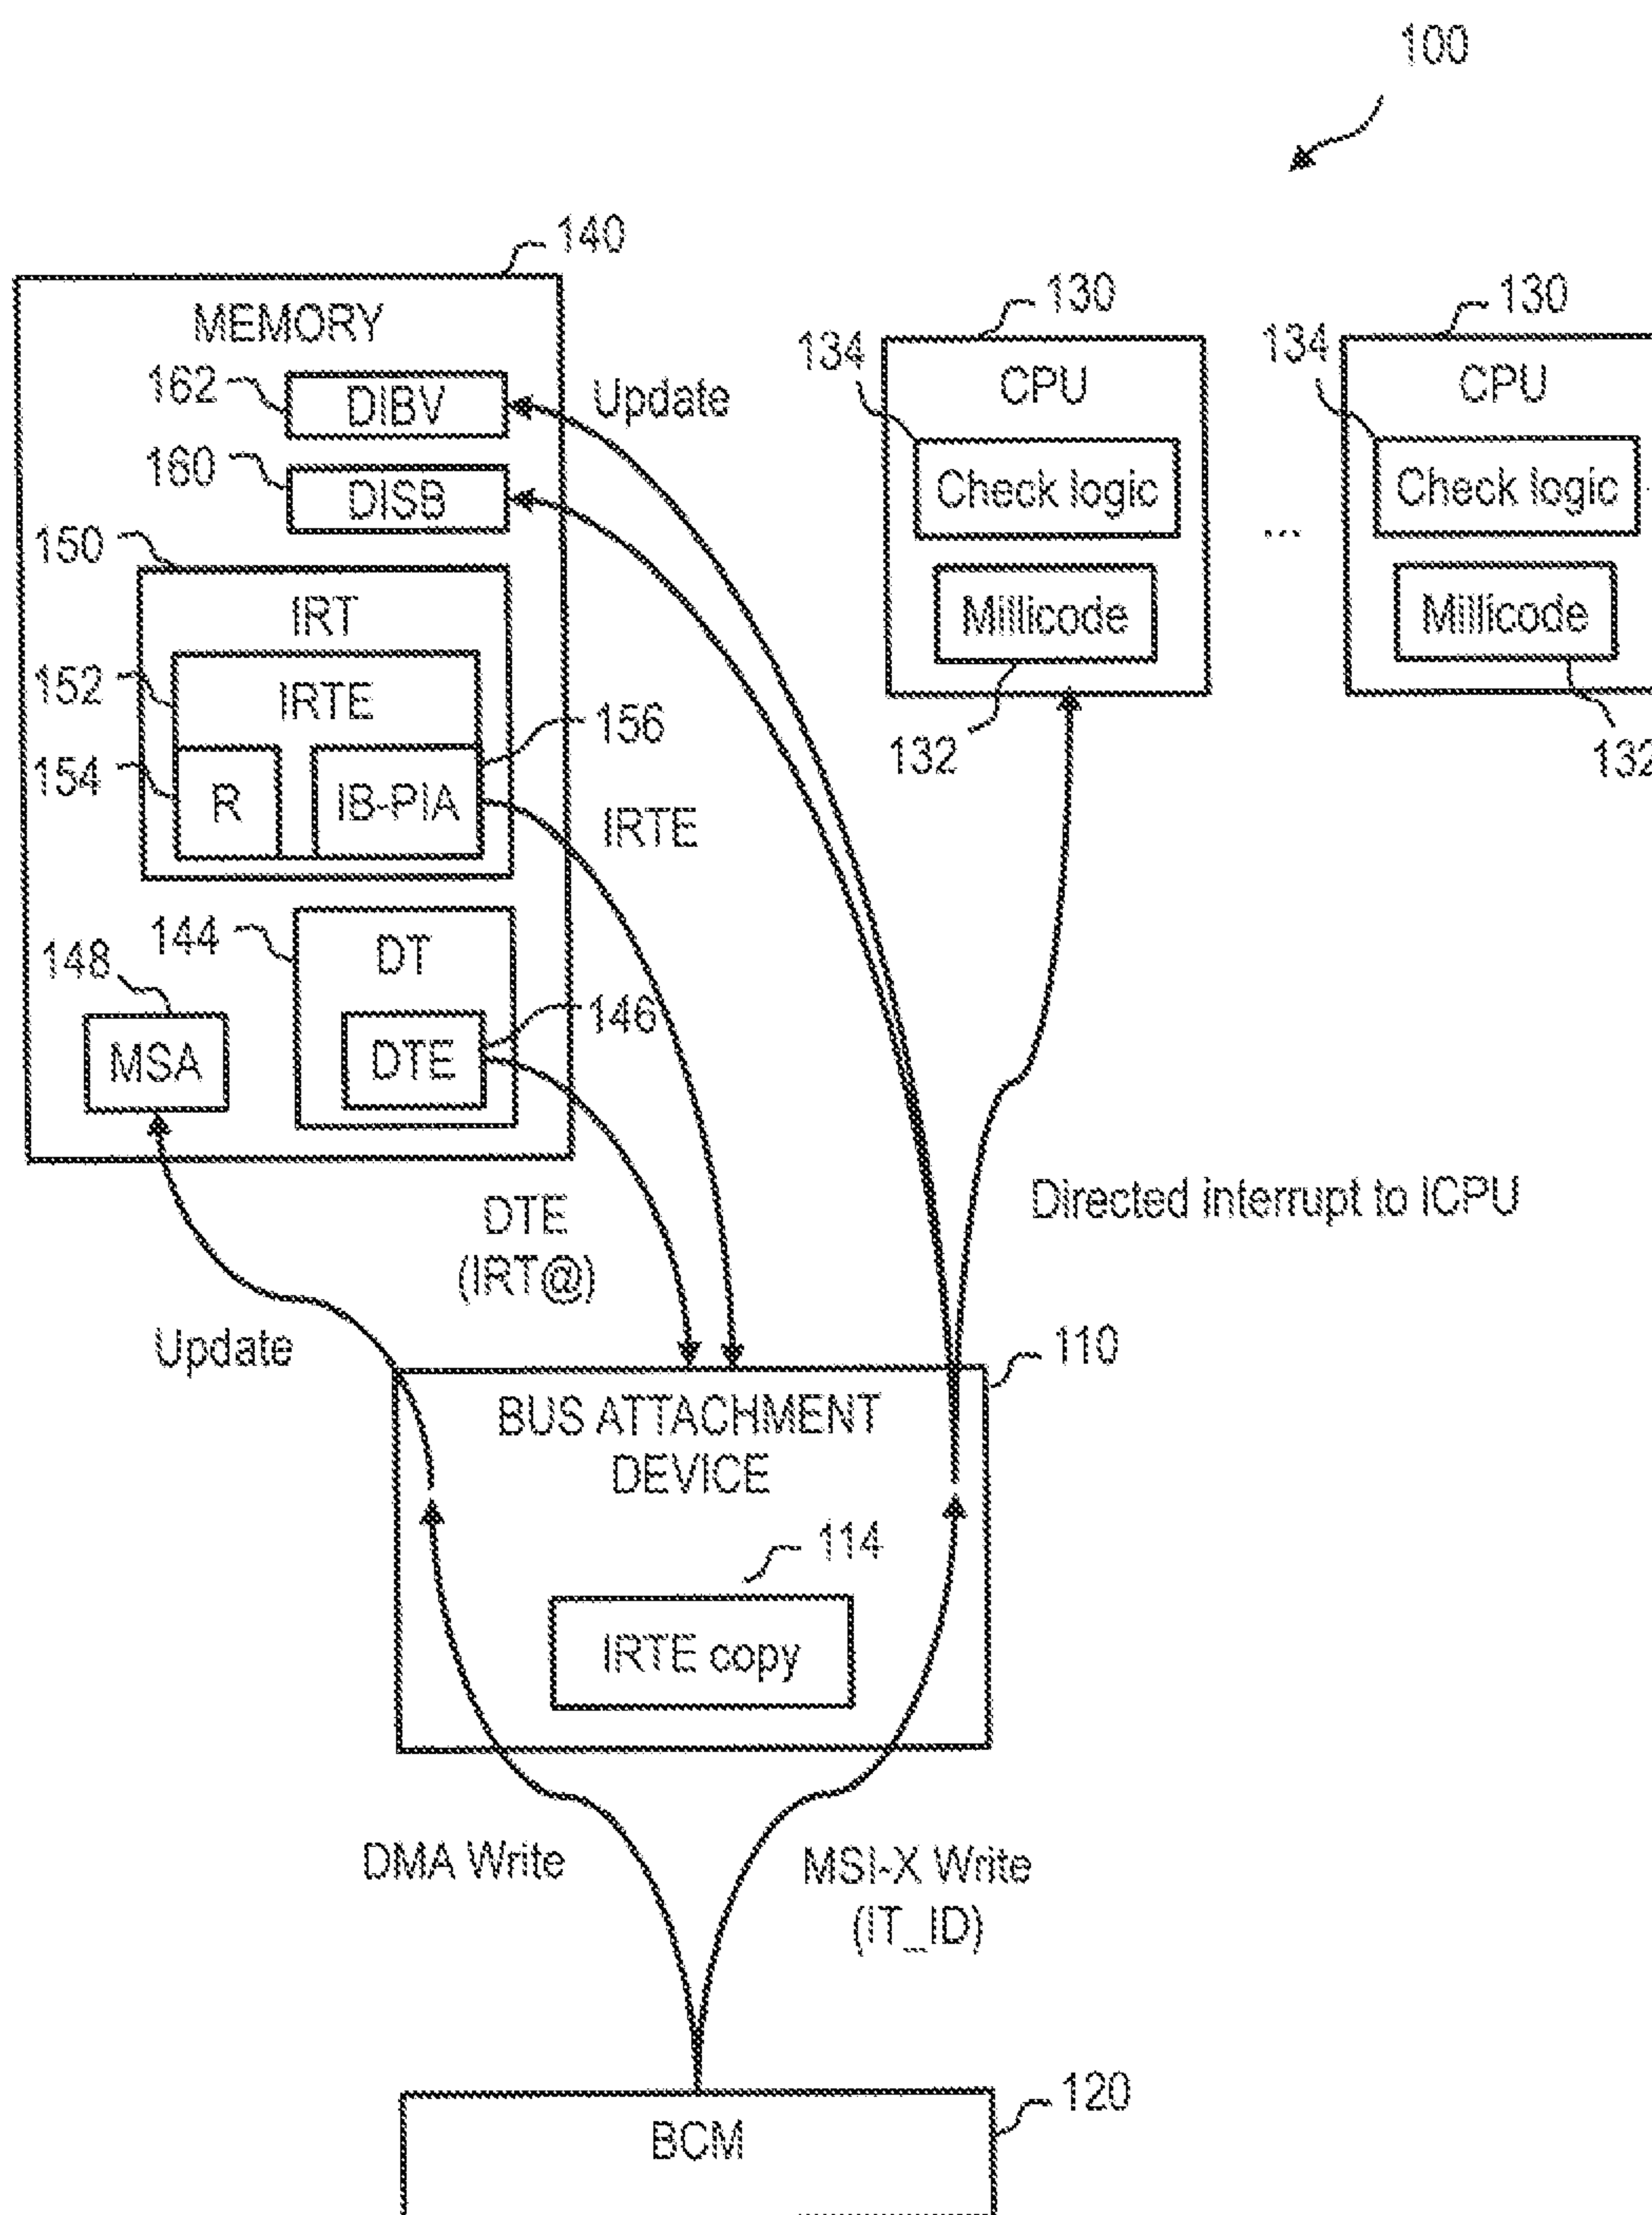 100
140
MEMORY
162
DIBV
Update
160
DISB
150
IRT
152
IRTE
156
154
R
IB-PIA
IRTE
144
DT
148
146
MSA
DTE
130
134
CPU
Check logic
Millicode
132
...
130
134
CPU
Check logic
Millicode
132
DTE
(IRT@)
Directed interrupt to ICPU
Update
110
BUS ATTACHMENT
DEVICE
114
IRTE copy
DMA Write
MSI-X Write
(IT_ID)
120
BCM